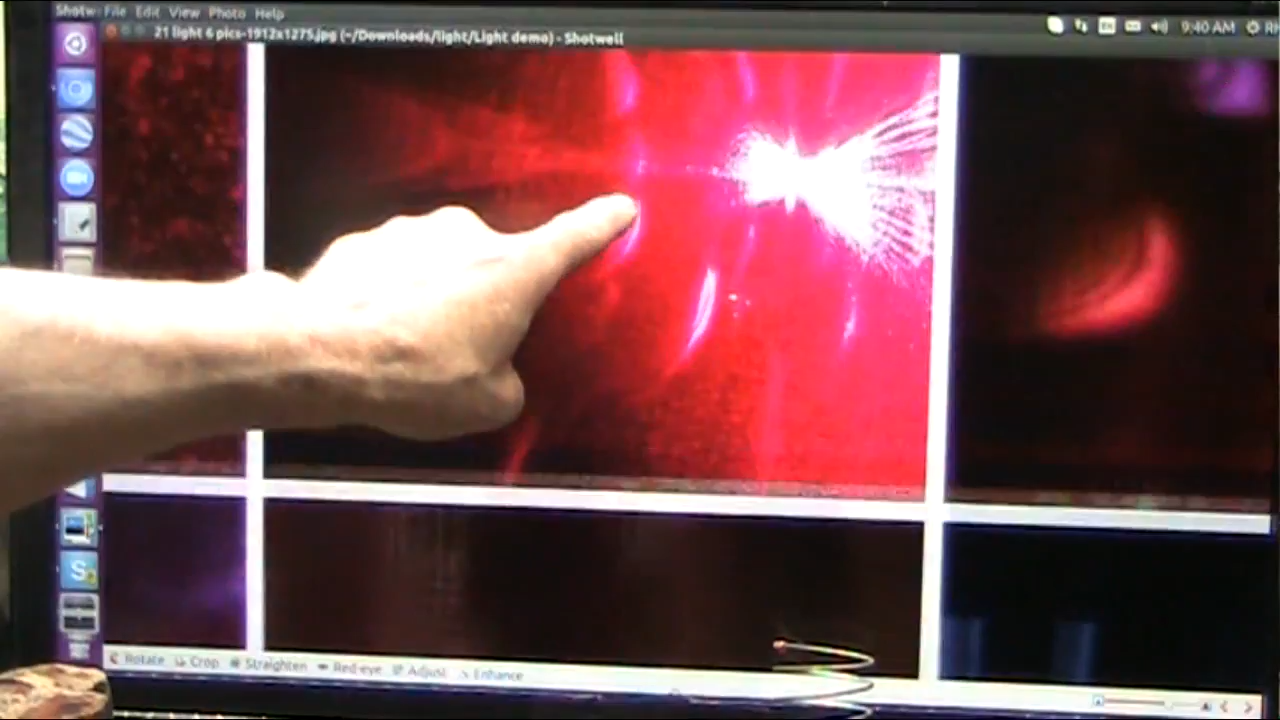 Shotw File Edit View Photo Help
9:40 AM
21 light 6 pics-1912x1275.jpg (~/Downloads/light/Light demo) - Shotwell
S
Rotate Crop Straighten Red-eye Adjust Enhance